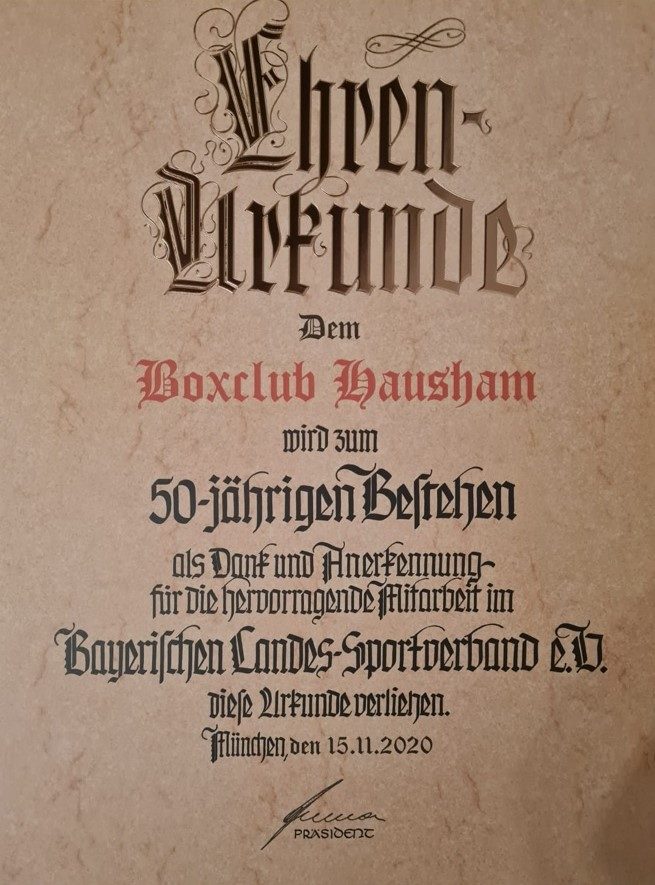 Ehren-
Urkunde
Dem
Boxclub Hausham
wird zum
50-jährigen Bestehen
als Dank und Anerkennung
für die hervorragende Mitarbeit im
Bayerischen Landes-Sportverband e.V.
diese Urkunde verliehen.
München, den 15.11.2020
PRÄSIDENT